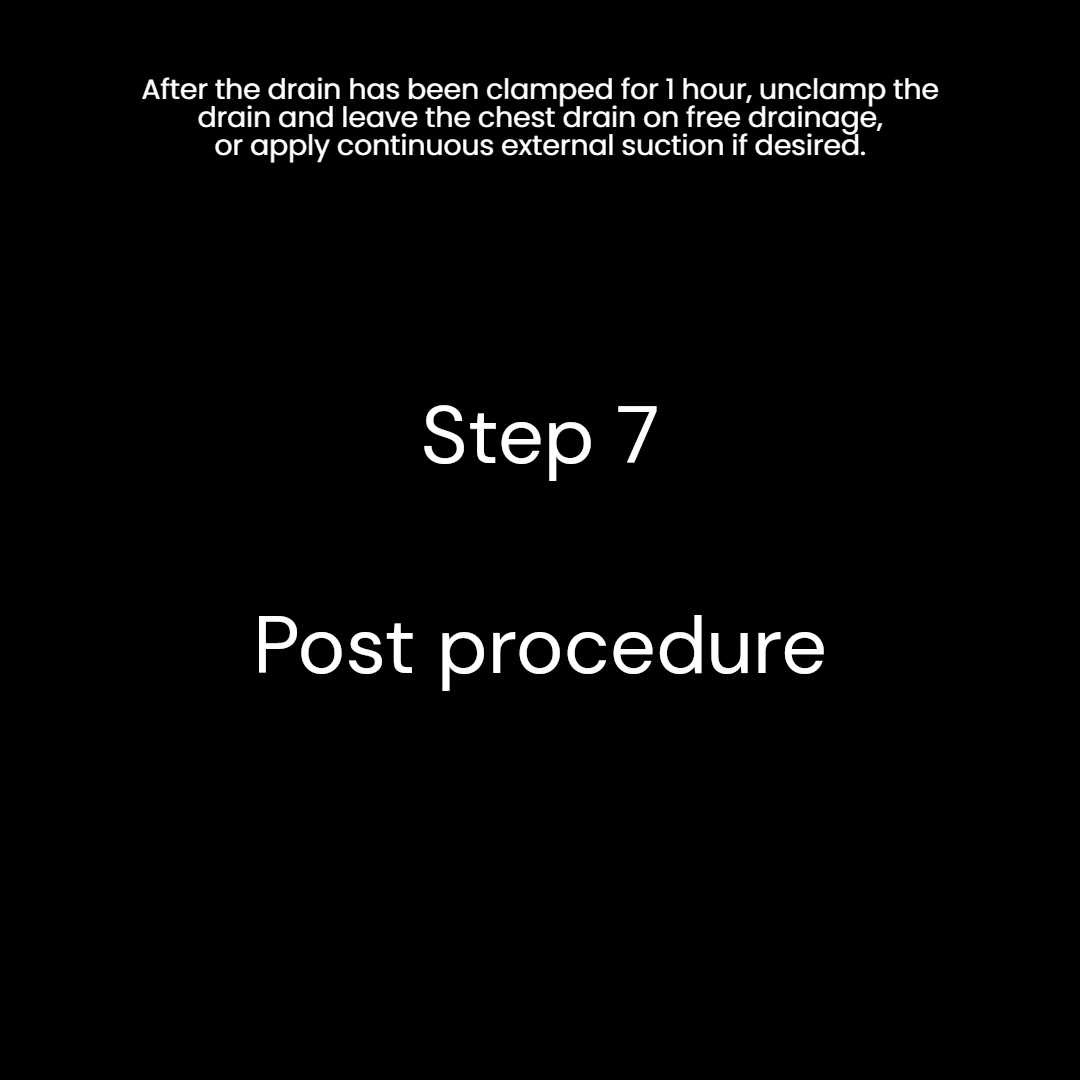 After the drain has been clamped for 1 hour, unclamp the
drain and leave the chest drain on free drainage,
or apply continuous external suction if desired.
Step 7
Post procedure